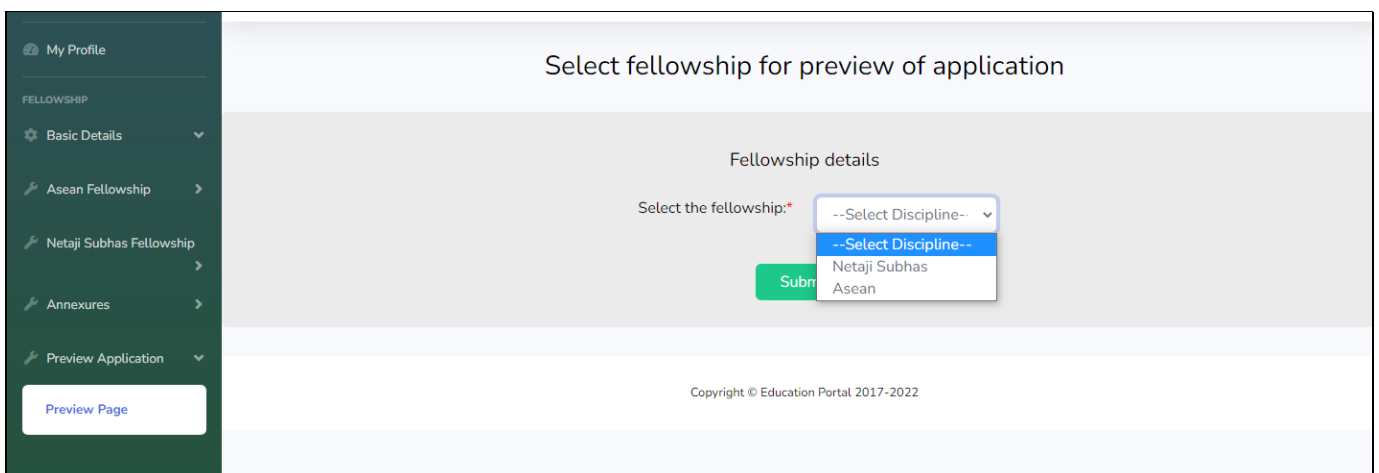 My Profile
FELLOWSHIP
Basic Details
Asean Fellowship
Netaji Subhas Fellowship
Annexures
Preview Application
Preview Page
Select fellowship for preview of application
Fellowship details
Select the fellowship:*
--Select Discipline-
--Select Discipline--
Netaji Subhas
Asean
Copyright © Education Portal 2017-2022